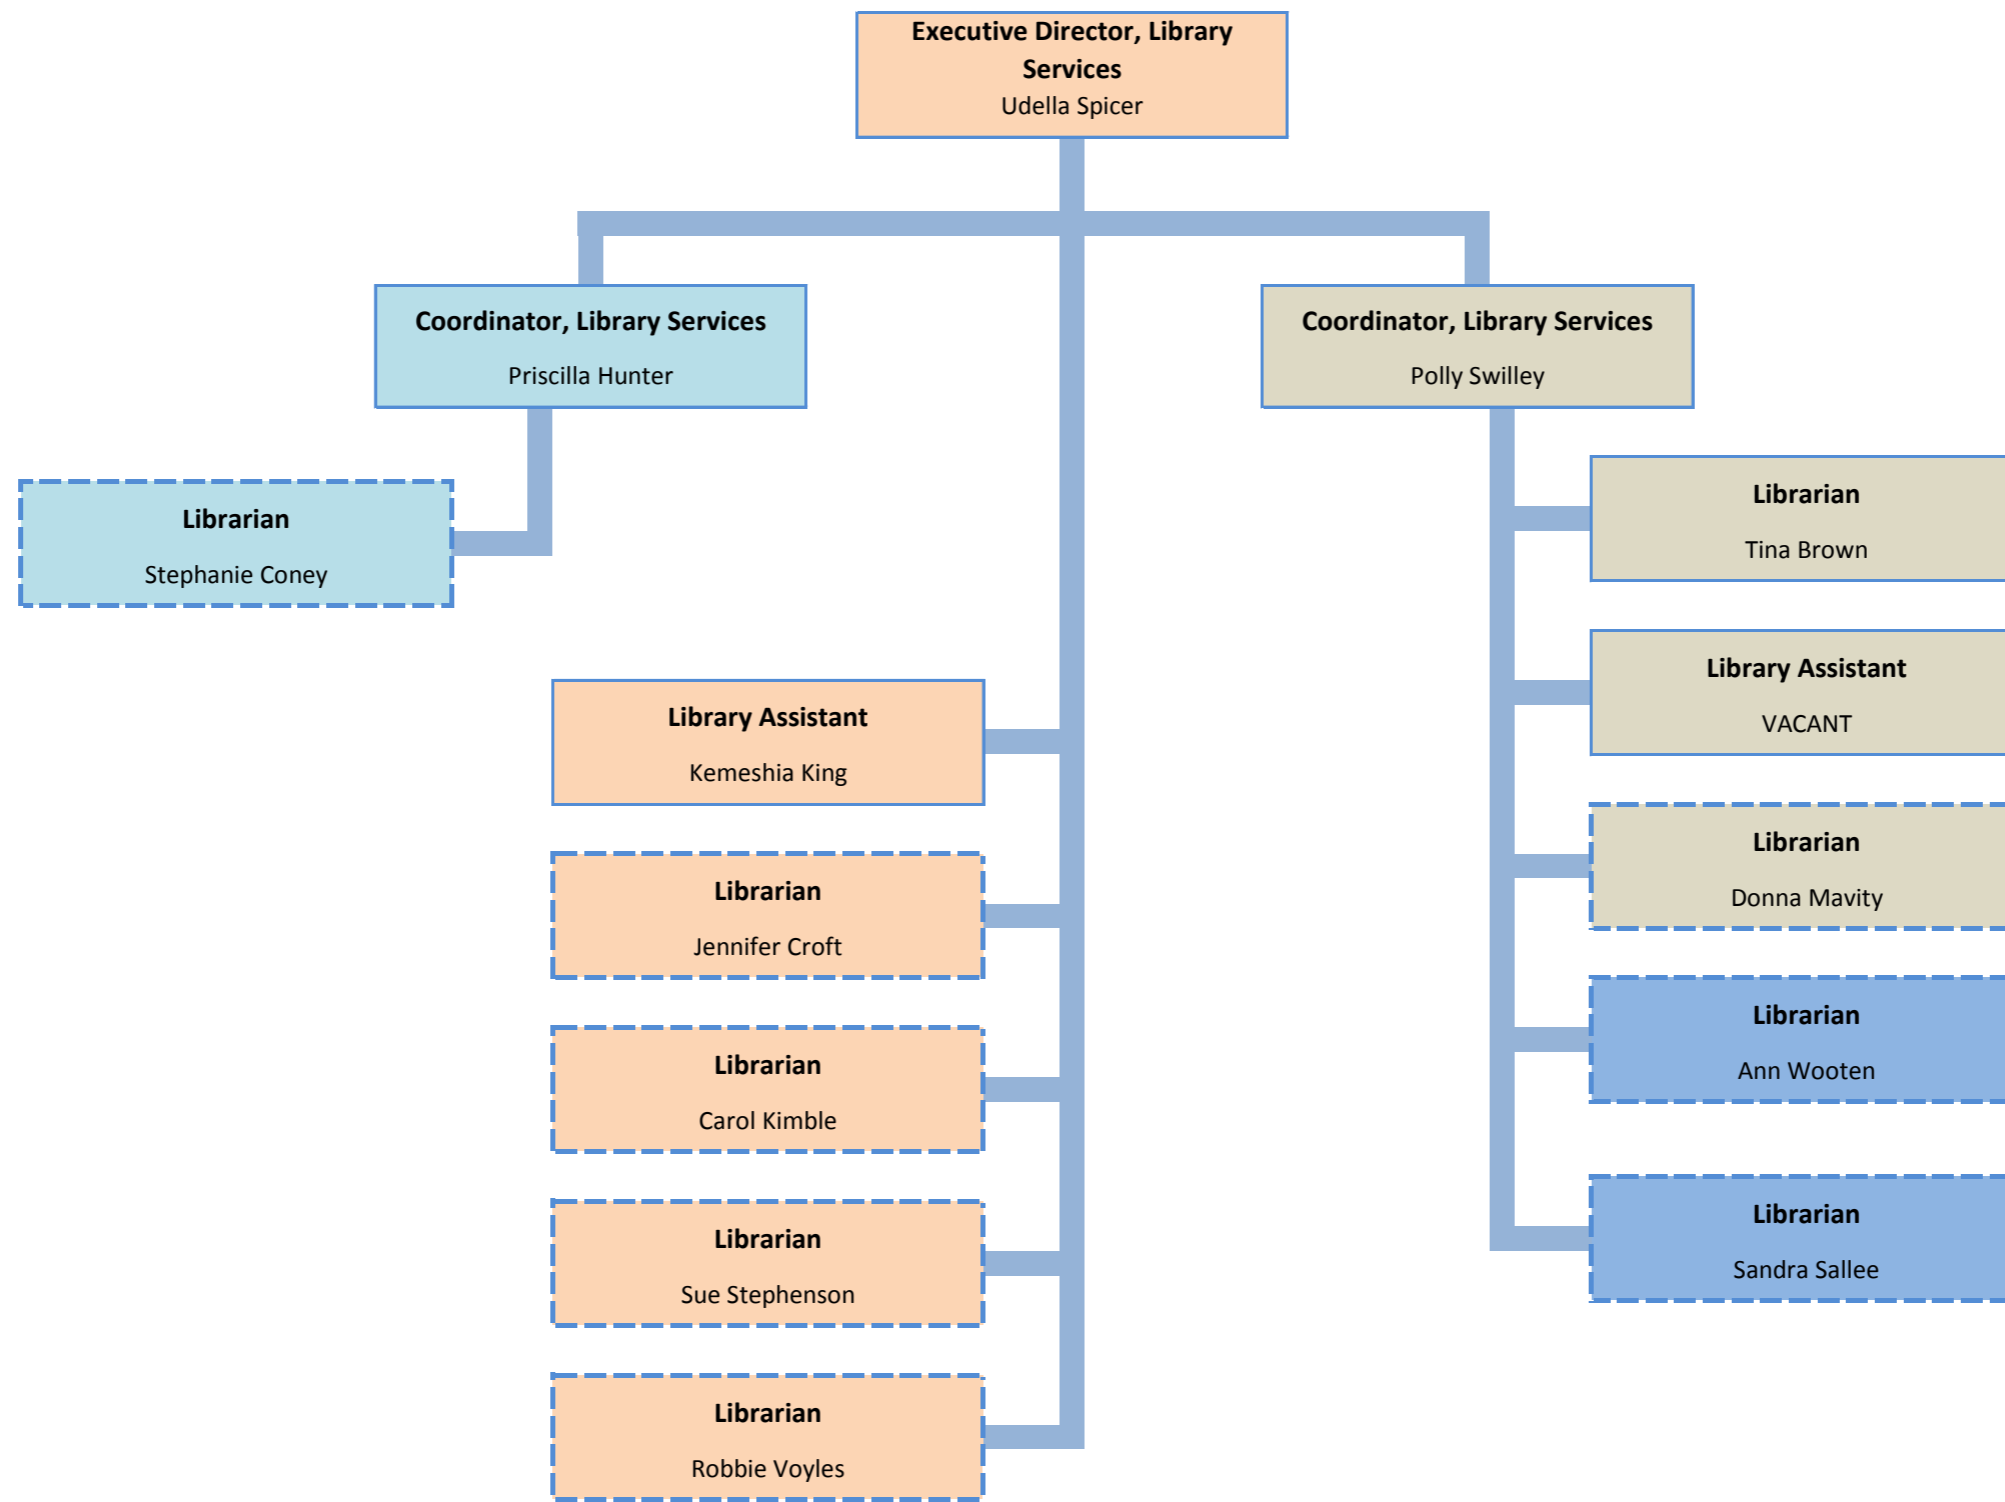 Executive Director, Library
Services
Udella Spicer
Coordinator, Library Services
Priscilla Hunter
Coordinator, Library Services
Polly Swilley
Librarian
Stephanie Coney
Library Assistant
Kemeshia King
Librarian
Jennifer Croft
Librarian
Carol Kimble
Librarian
Sue Stephenson
Librarian
Robbie Voyles
Librarian
Tina Brown
Library Assistant
VACANT
Librarian
Donna Mavity
Librarian
Ann Wooten
Librarian
Sandra Sallee